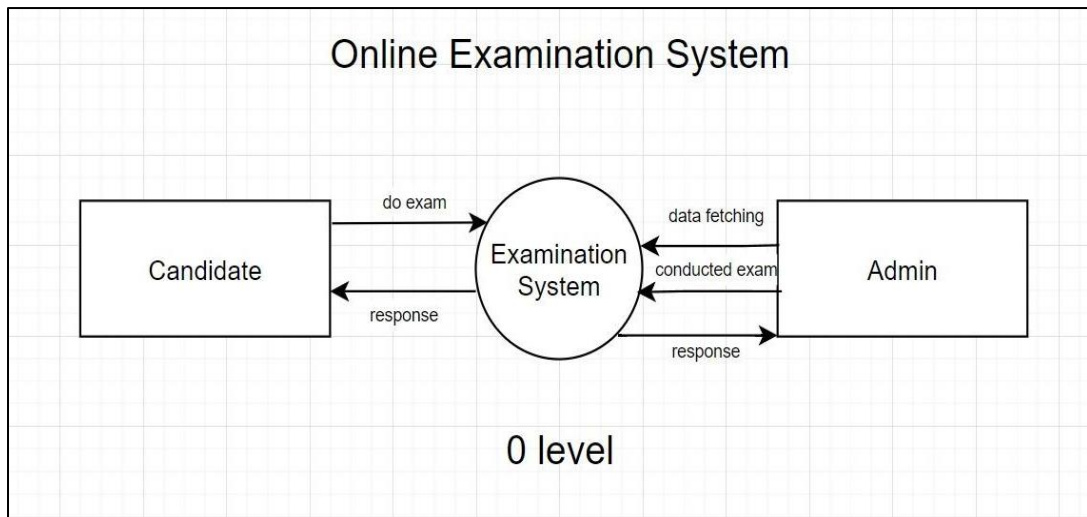 Online Examination System
do exam
data fetching
Candidate
Examination
System
conducted exam
Admin
response
response
0 level